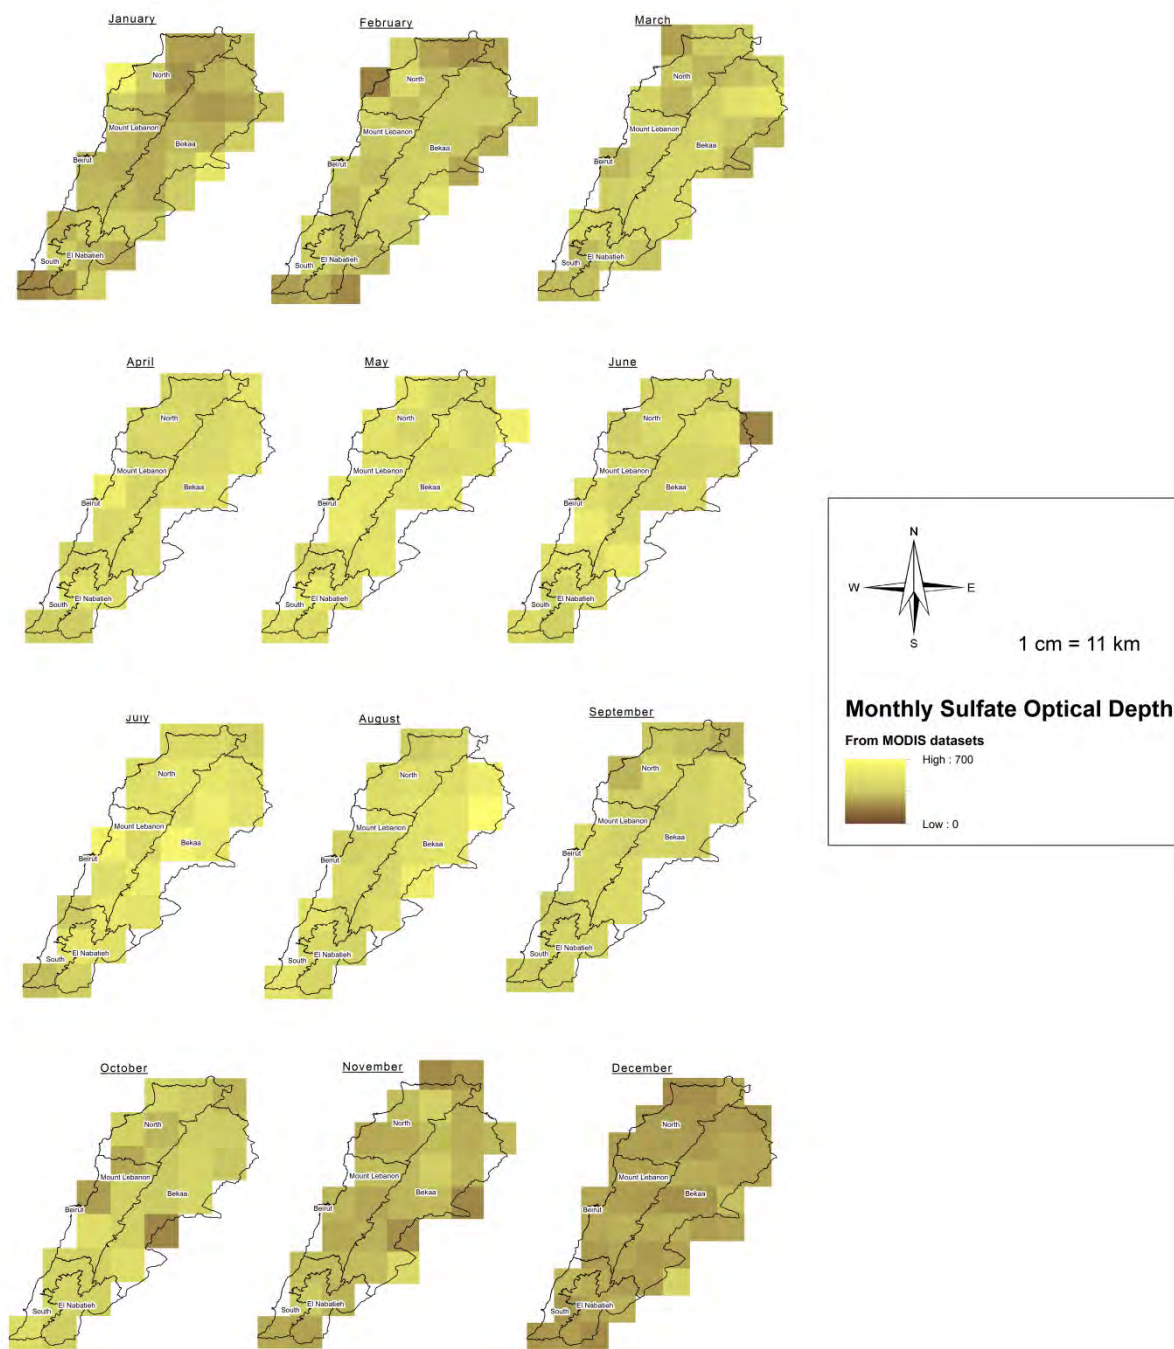 January
February
March
North
Mount Lebanon
Bekaa
Beirut
El Nabatieh
South
North
Mount Lebanon
Bekaa
Beirut
El Nabatieh
South
North
Mount Lebanon
Bekaa
Beirut
El Nabatieh
South
April
May
June
North
Mount Lebanon
Bekaa
Beirut
El Nabatieh
South
North
Mount Lebanon
Bekaa
Beirut
El Nabatieh
South
North
Mount Lebanon
Bekaa
Beirut
El Nabatieh
South
N
W
E
S
1 cm = 11 km
Monthly Sulfate Optical Depth
From MODIS datasets
High : 700
Low : 0
July
August
September
North
Mount Lebanon
Bekaa
Beirut
El Nabatieh
South
North
Mount Lebanon
Bekaa
Beirut
El Nabatieh
South
North
Mount Lebanon
Bekaa
Beirut
El Nabatieh
South
October
November
December
North
Mount Lebanon
Bekaa
Beirut
El Nabatieh
South
North
Mount Lebanon
Bekaa
Beirut
El Nabatieh
South
North
Mount Lebanon
Bekaa
Beirut
El Nabatieh
South